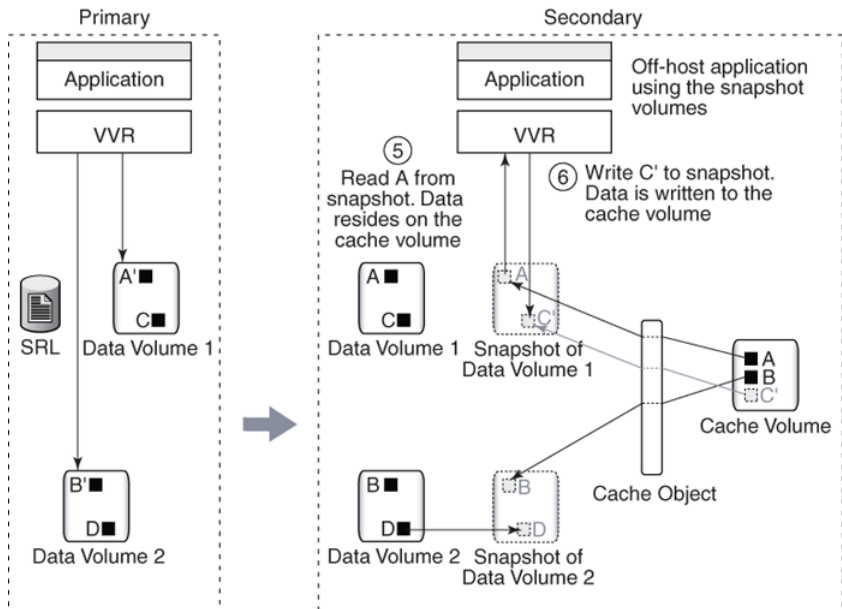 Primary
Application
VVR
A'
C
SRL
Data Volume 1
B'
D
Data Volume 2
Secondary
Application
Off-host application
using the snapshot
volumes
VVR
5
Read A from
snapshot. Data
resides on the
cache volume
6
Write C' to snapshot.
Data is written to the
cache volume
A
C
Data Volume 1
A
C'
Snapshot of
Data Volume 1
A
B
C'
Cache Volume
Cache Object
B
D
Data Volume 2
B
D
Snapshot of
Data Volume 2